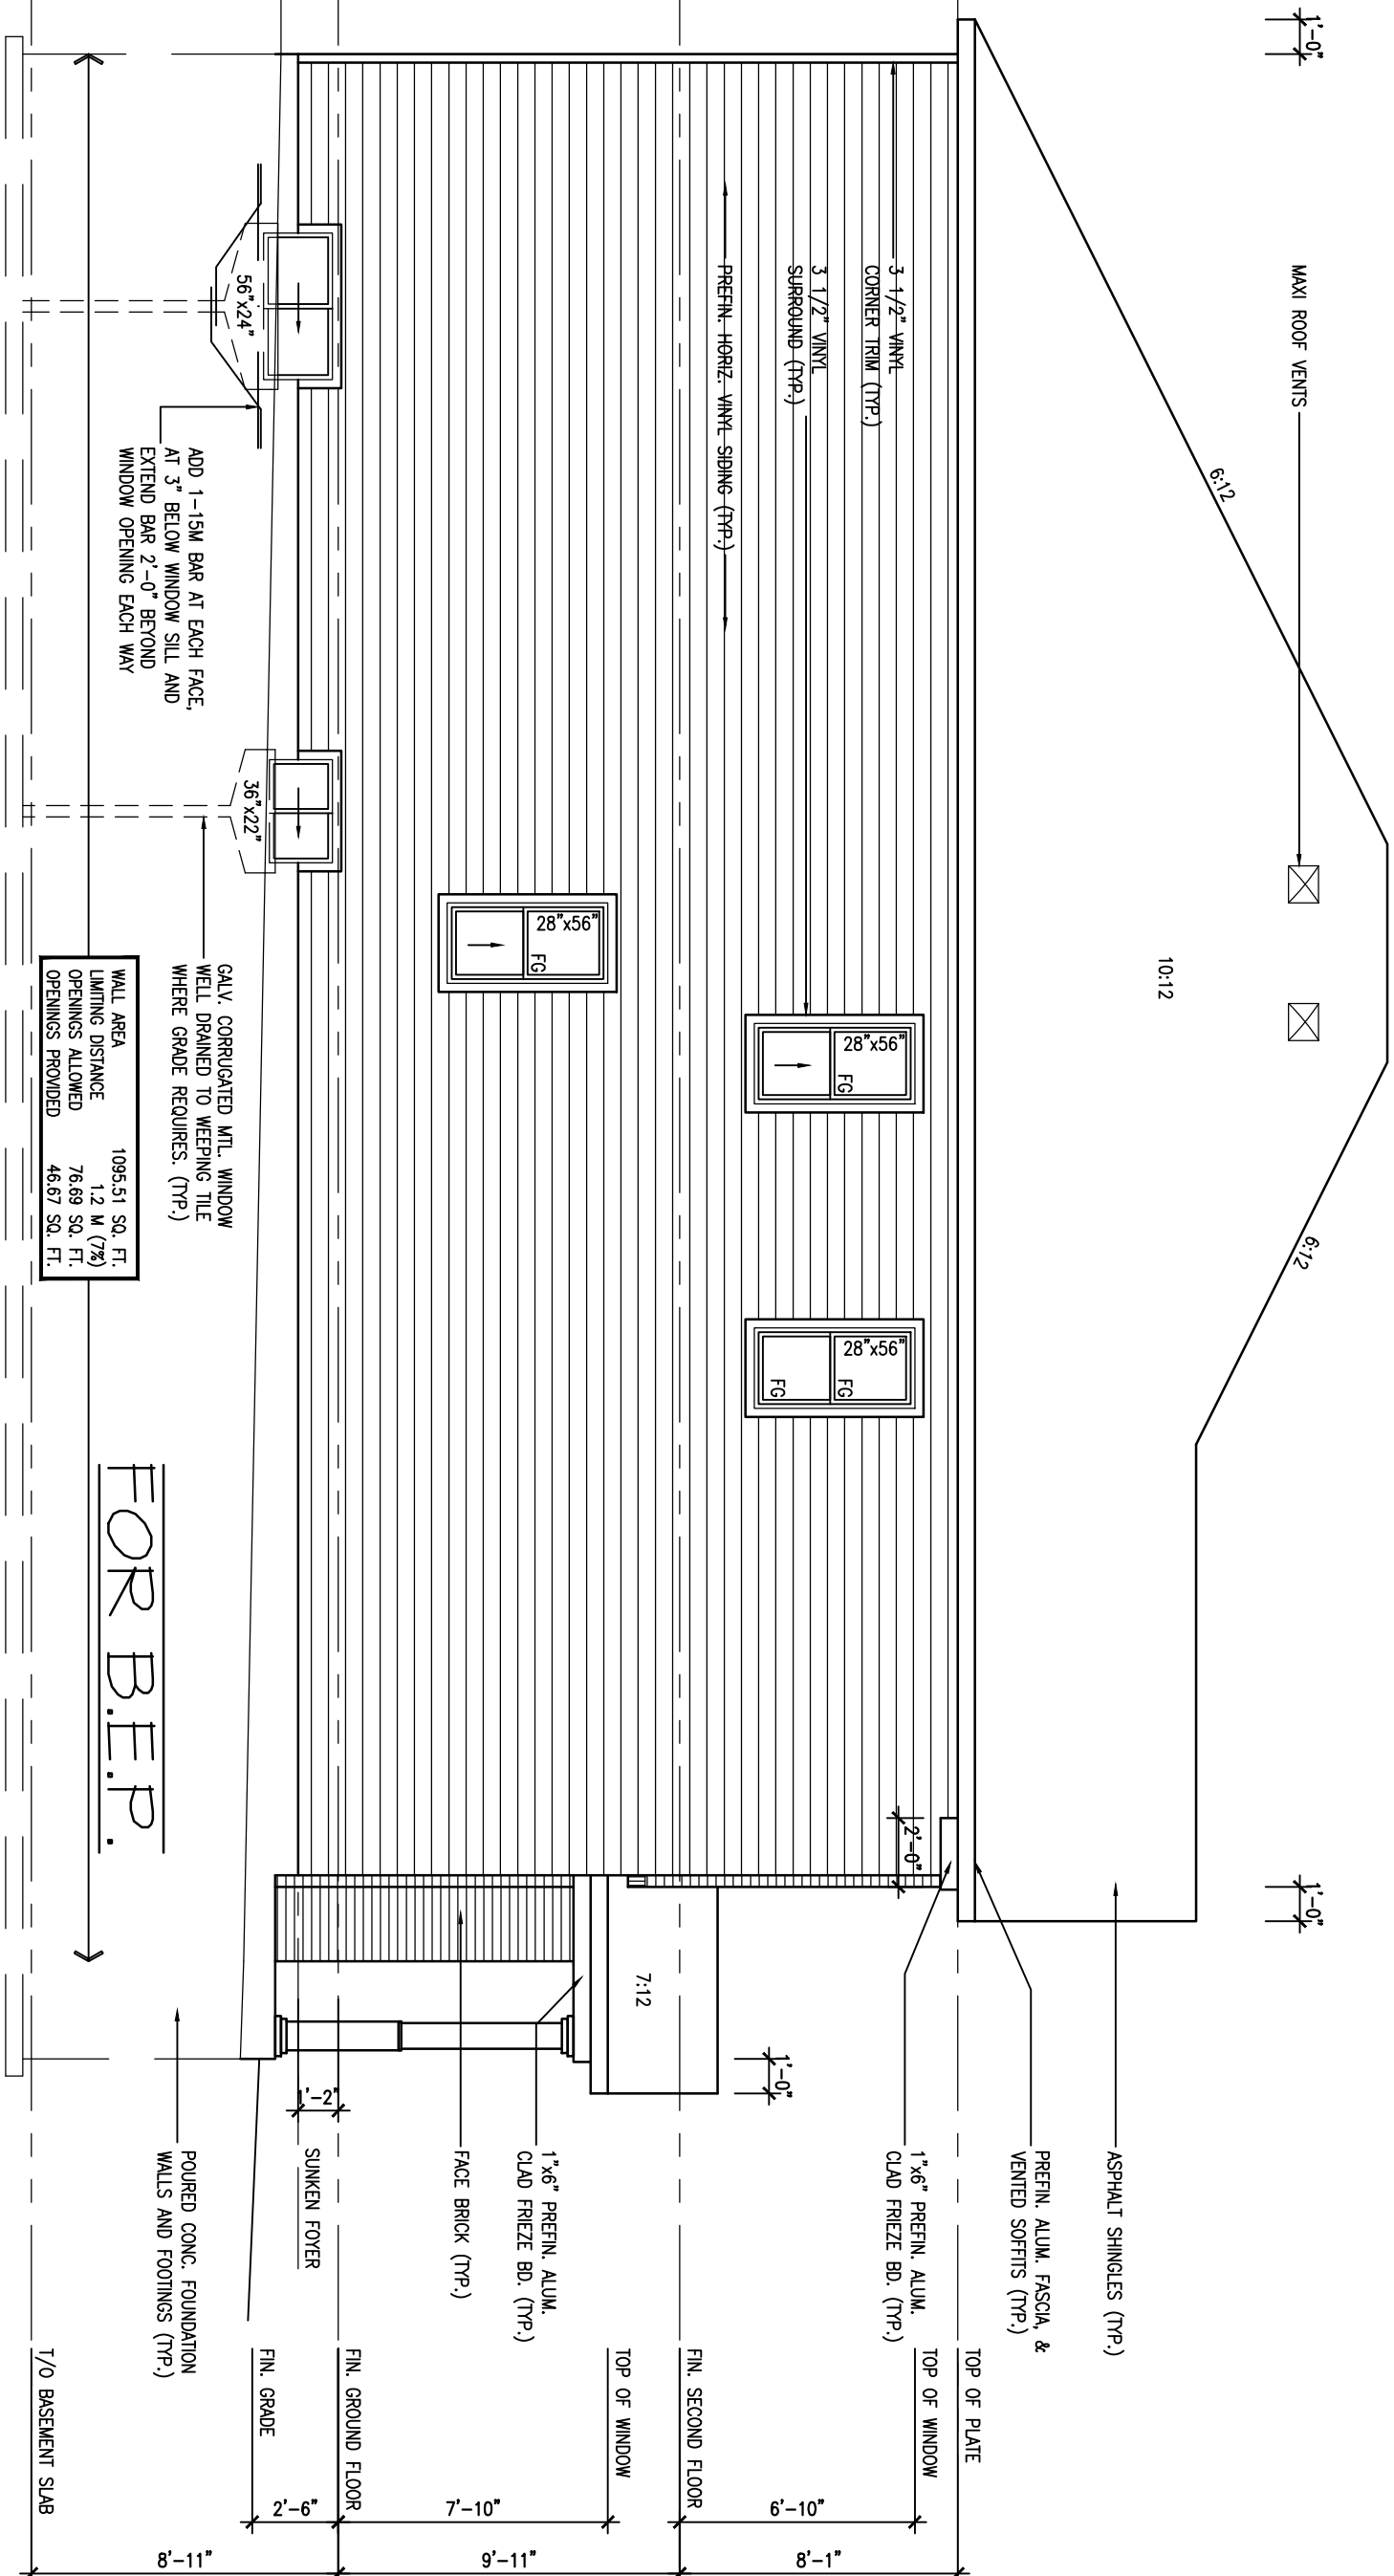 1'-0"
MAXI ROOF VENTS
6:12
10:12
6:12
1'-0"
3 1/2" VINYL
CORNER TRIM (TYP.)
3 1/2" VINYL
SURROUND (TYP.)
PREFIN. HORIZ. VINYL SIDING (TYP.)
28"x56"
FG
28"x56"
FG
FG
28"x56"
FG
2'-0"
7:12
1'-0"
1'-2"
ASPHALT SHINGLES (TYP.)
PREFIN. ALUM. FASCIA, &
VENTED SOFFITS (TYP.)
1"x6" PREFIN. ALUM.
CLAD FRIEZE BD. (TYP.)
1"x6" PREFIN. ALUM.
CLAD FRIEZE BD. (TYP.)
FACE BRICK (TYP.)
SUNKEN FOYER
POURED CONC. FOUNDATION
WALLS AND FOOTINGS (TYP.)
TOP OF PLATE
TOP OF WINDOW
FIN. SECOND FLOOR
TOP OF WINDOW
FIN. GROUND FLOOR
FIN. GRADE
T/O BASEMENT SLAB
6'-10"
7'-10"
2'-6"
8'-1"
9'-11"
8'-11"
56"x24"
36"x22"
ADD 1-15M BAR AT EACH FACE,
AT 3" BELOW WINDOW SILL AND
EXTEND BAR 2'-0" BEYOND
WINDOW OPENING EACH WAY
GALV. CORRUGATED MTL. WINDOW
WELL DRAINED TO WEEPING TILE
WHERE GRADE REQUIRES. (TYP.)
WALL AREA 1095.51 SQ. FT.
LIMITING DISTANCE 1.2 M (7%)
OPENINGS ALLOWED 76.69 SQ. FT.
OPENINGS PROVIDED 46.67 SQ. FT.
FOR B.E.P.